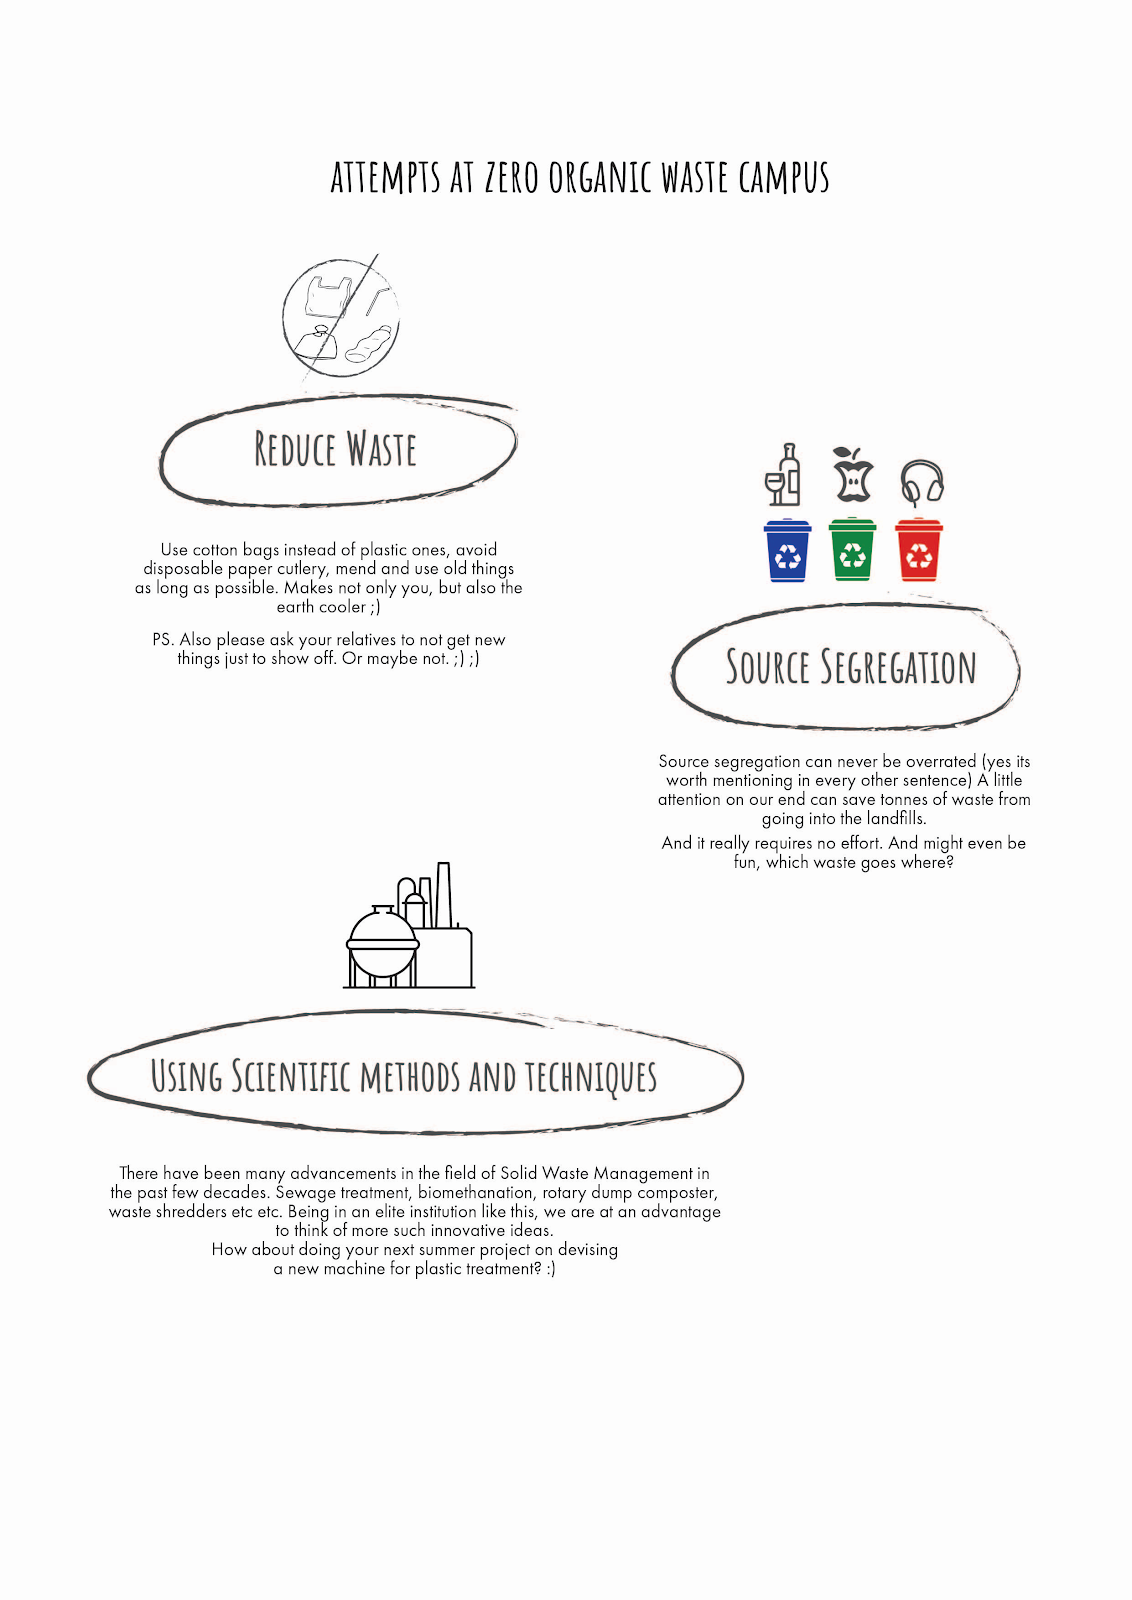 ATTEMPTS AT ZERO ORGANIC WASTE CAMPUS
REDUCE WASTE
Use cotton bags instead of plastic ones, avoid
disposable paper cutlery, mend and use old things
as long as possible. Makes not only you, but also the
earth cooler ;)
PS. Also please ask your relatives to not get new
things just to show off. Or maybe not. ;) ;)
SOURCE SEGREGATION
Source segregation can never be overrated (yes its
worth mentioning in every other sentence) A little
attention on our end can save tonnes of waste from
going into the landfills.
And it really requires no effort. And might even be
fun, which waste goes where?
USING SCIENTIFIC METHODS AND TECHNIQUES
There have been many advancements in the field of Solid Waste Management in
the past few decades. Sewage treatment, biomethanation, rotary dump composter,
waste shredders etc etc. Being in an elite institution like this, we are at an advantage
to think of more such innovative ideas.
How about doing your next summer project on devising
a new machine for plastic treatment? :)